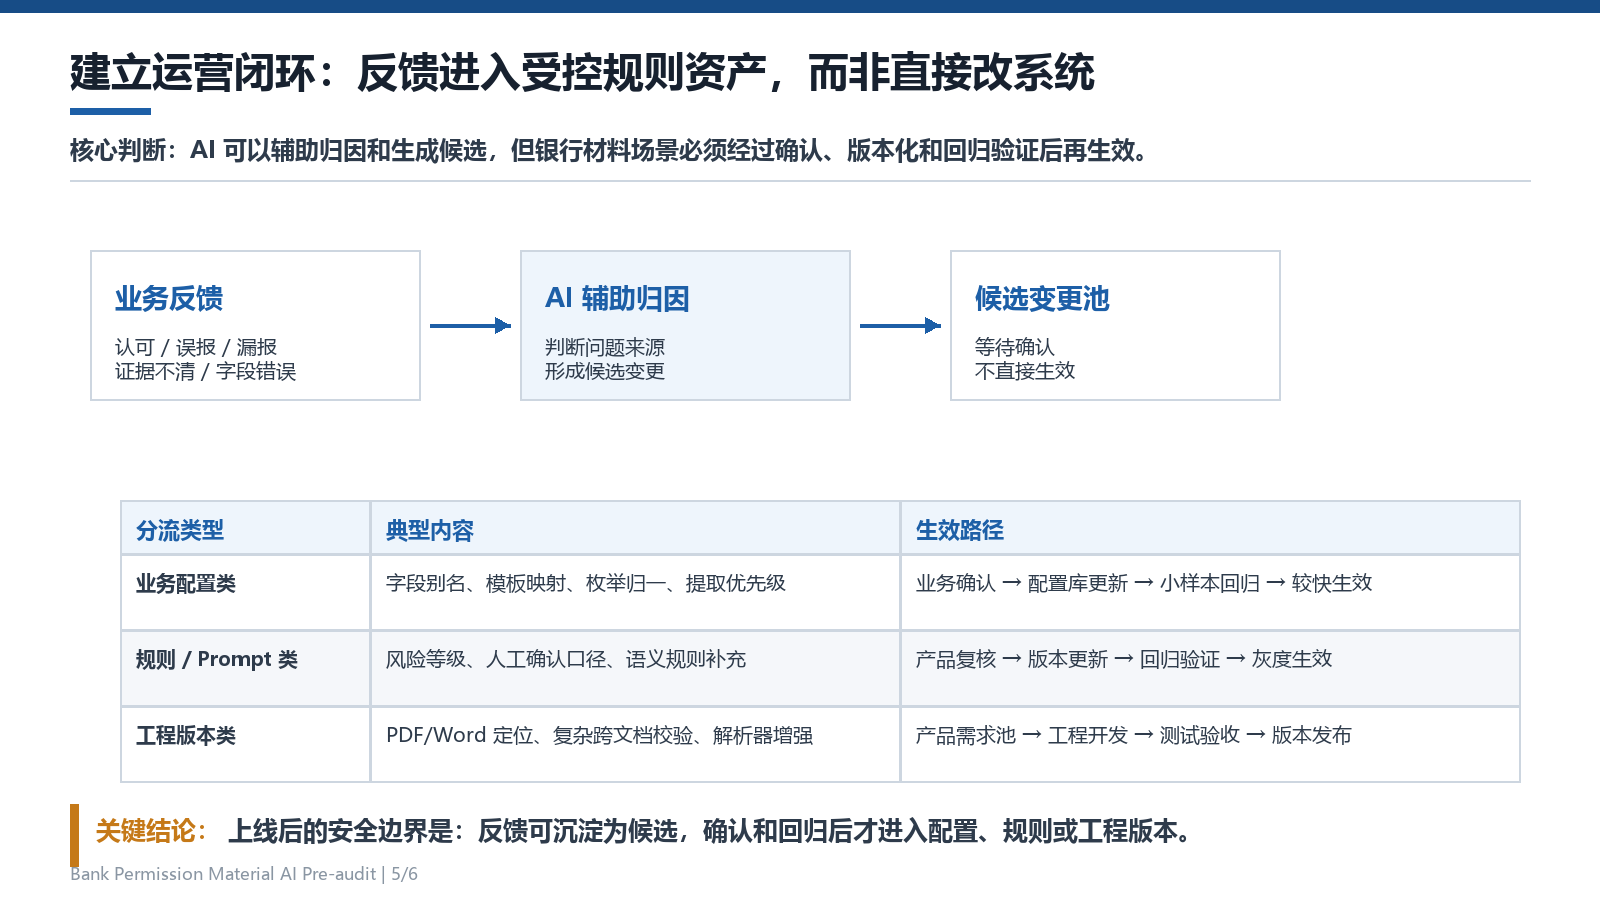 建立运营闭环：反馈进入受控规则资产，而非直接改系统
核心判断：AI 可以辅助归因和生成候选，但银行材料场景必须经过确认、版本化和回归验证后再生效。
业务反馈
认可 / 误报 / 漏报
证据不清 / 字段错误
AI 辅助归因
判断问题来源
形成候选变更
候选变更池
等待确认
不直接生效
分流类型 典型内容 生效路径
业务配置类 字段别名、模板映射、枚举归一、提取优先级 业务确认 → 配置库更新 → 小样本回归 → 较快生效
规则 / Prompt 类 风险等级、人工确认口径、语义规则补充 产品复核 → 版本更新 → 回归验证 → 灰度生效
工程版本类 PDF/Word 定位、复杂跨文档校验、解析器增强 产品需求池 → 工程开发 → 测试验收 → 版本发布
关键结论： 上线后的安全边界是：反馈可沉淀为候选，确认和回归后才进入配置、规则或工程版本。
Bank Permission Material AI Pre-audit | 5/6